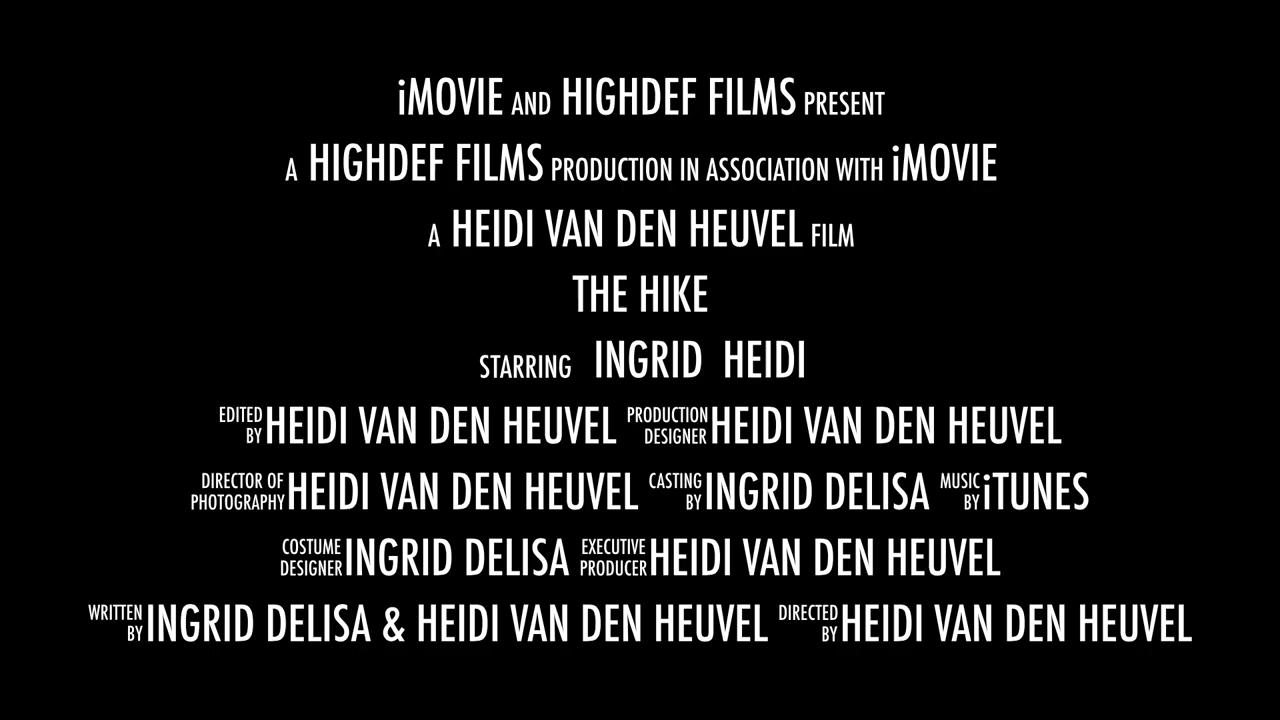 iMOVIE AND HIGHDEF FILMS PRESENT
A HIGHDEF FILMS PRODUCTION IN ASSOCIATION WITH iMOVIE
A HEIDI VAN DEN HEUVEL FILM
THE HIKE
STARRING INGRID HEIDI
EDITED BY HEIDI VAN DEN HEUVEL PRODUCTION DESIGNER HEIDI VAN DEN HEUVEL
DIRECTOR OF PHOTOGRAPHY HEIDI VAN DEN HEUVEL CASTING BY INGRID DELISA MUSIC BY iTUNES
COSTUME DESIGNER INGRID DELISA EXECUTIVE PRODUCER HEIDI VAN DEN HEUVEL
WRITTEN BY INGRID DELISA & HEIDI VAN DEN HEUVEL DIRECTED BY HEIDI VAN DEN HEUVEL